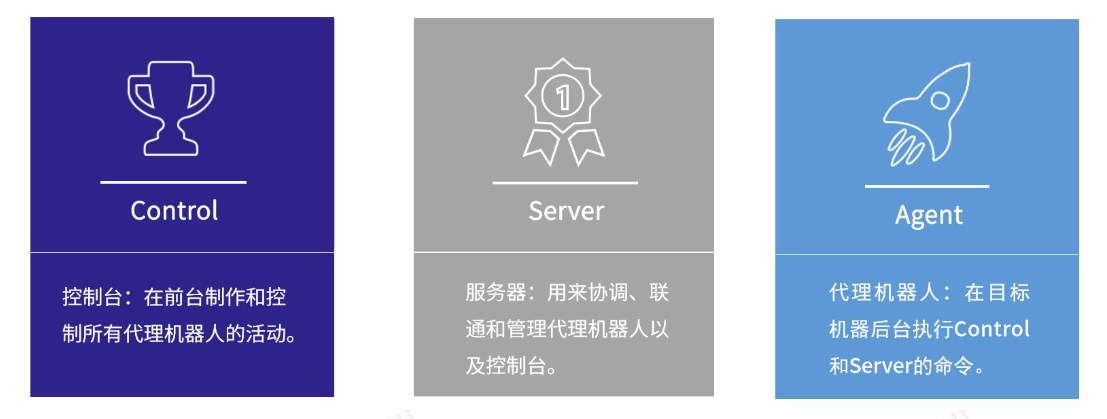 1
Control
控制台：在前台制作和控
制所有代理机器人的活动。
Server
服务器：用来协调、联
通和管理代理机器人以
及控制台。
Agent
代理机器人：在目标
机器后台执行Control
和Server的命令。